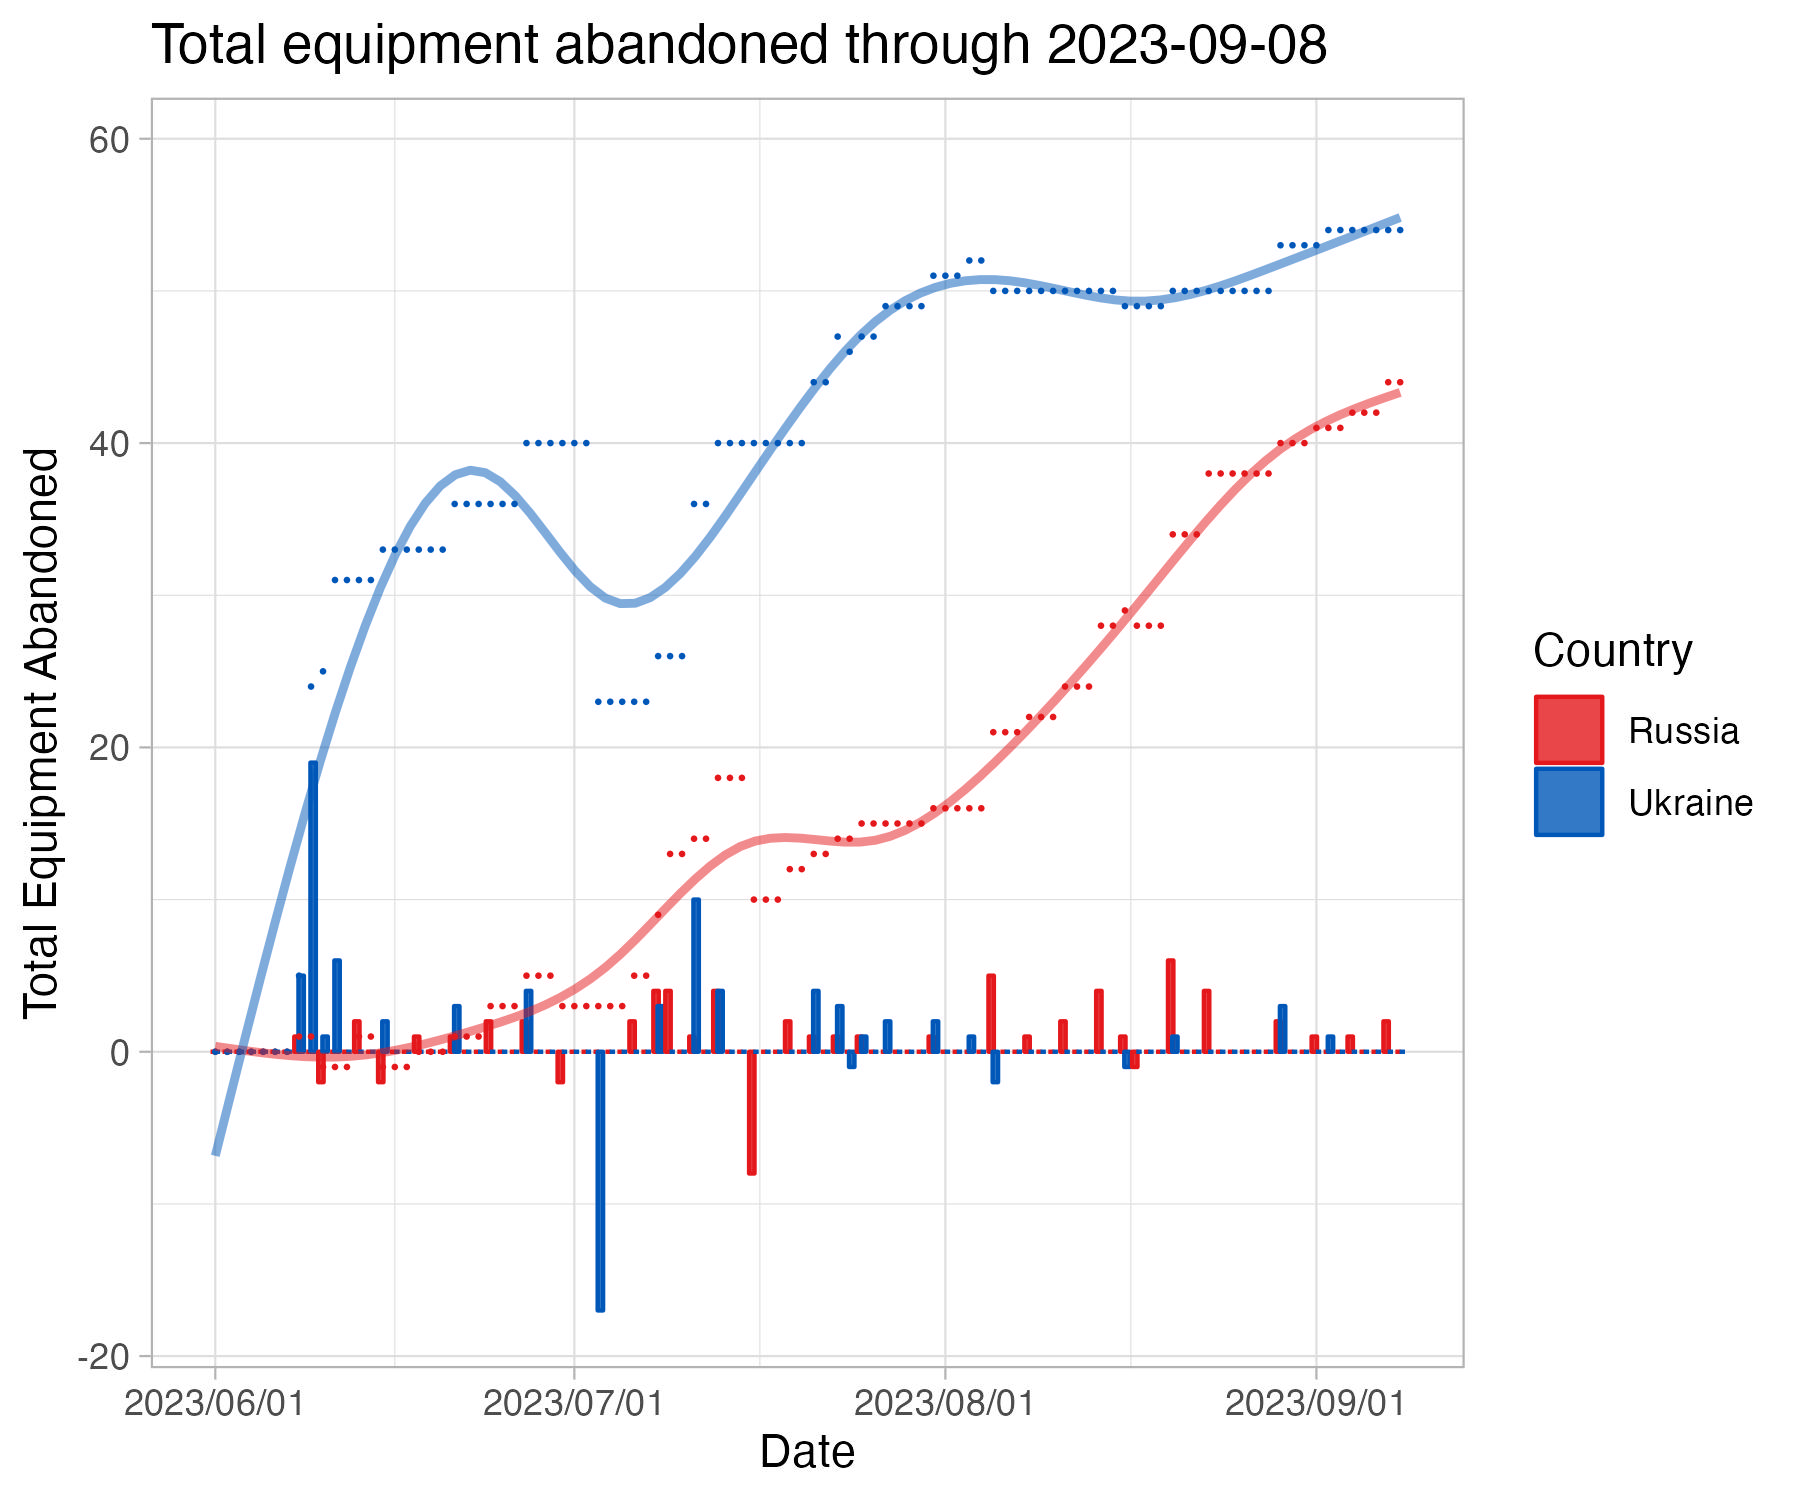 Total equipment abandoned through 2023-09-08
Total Equipment Abandoned
60
40
20
0
-20
2023/06/01
2023/07/01
2023/08/01
2023/09/01
Date
Country
Russia
Ukraine